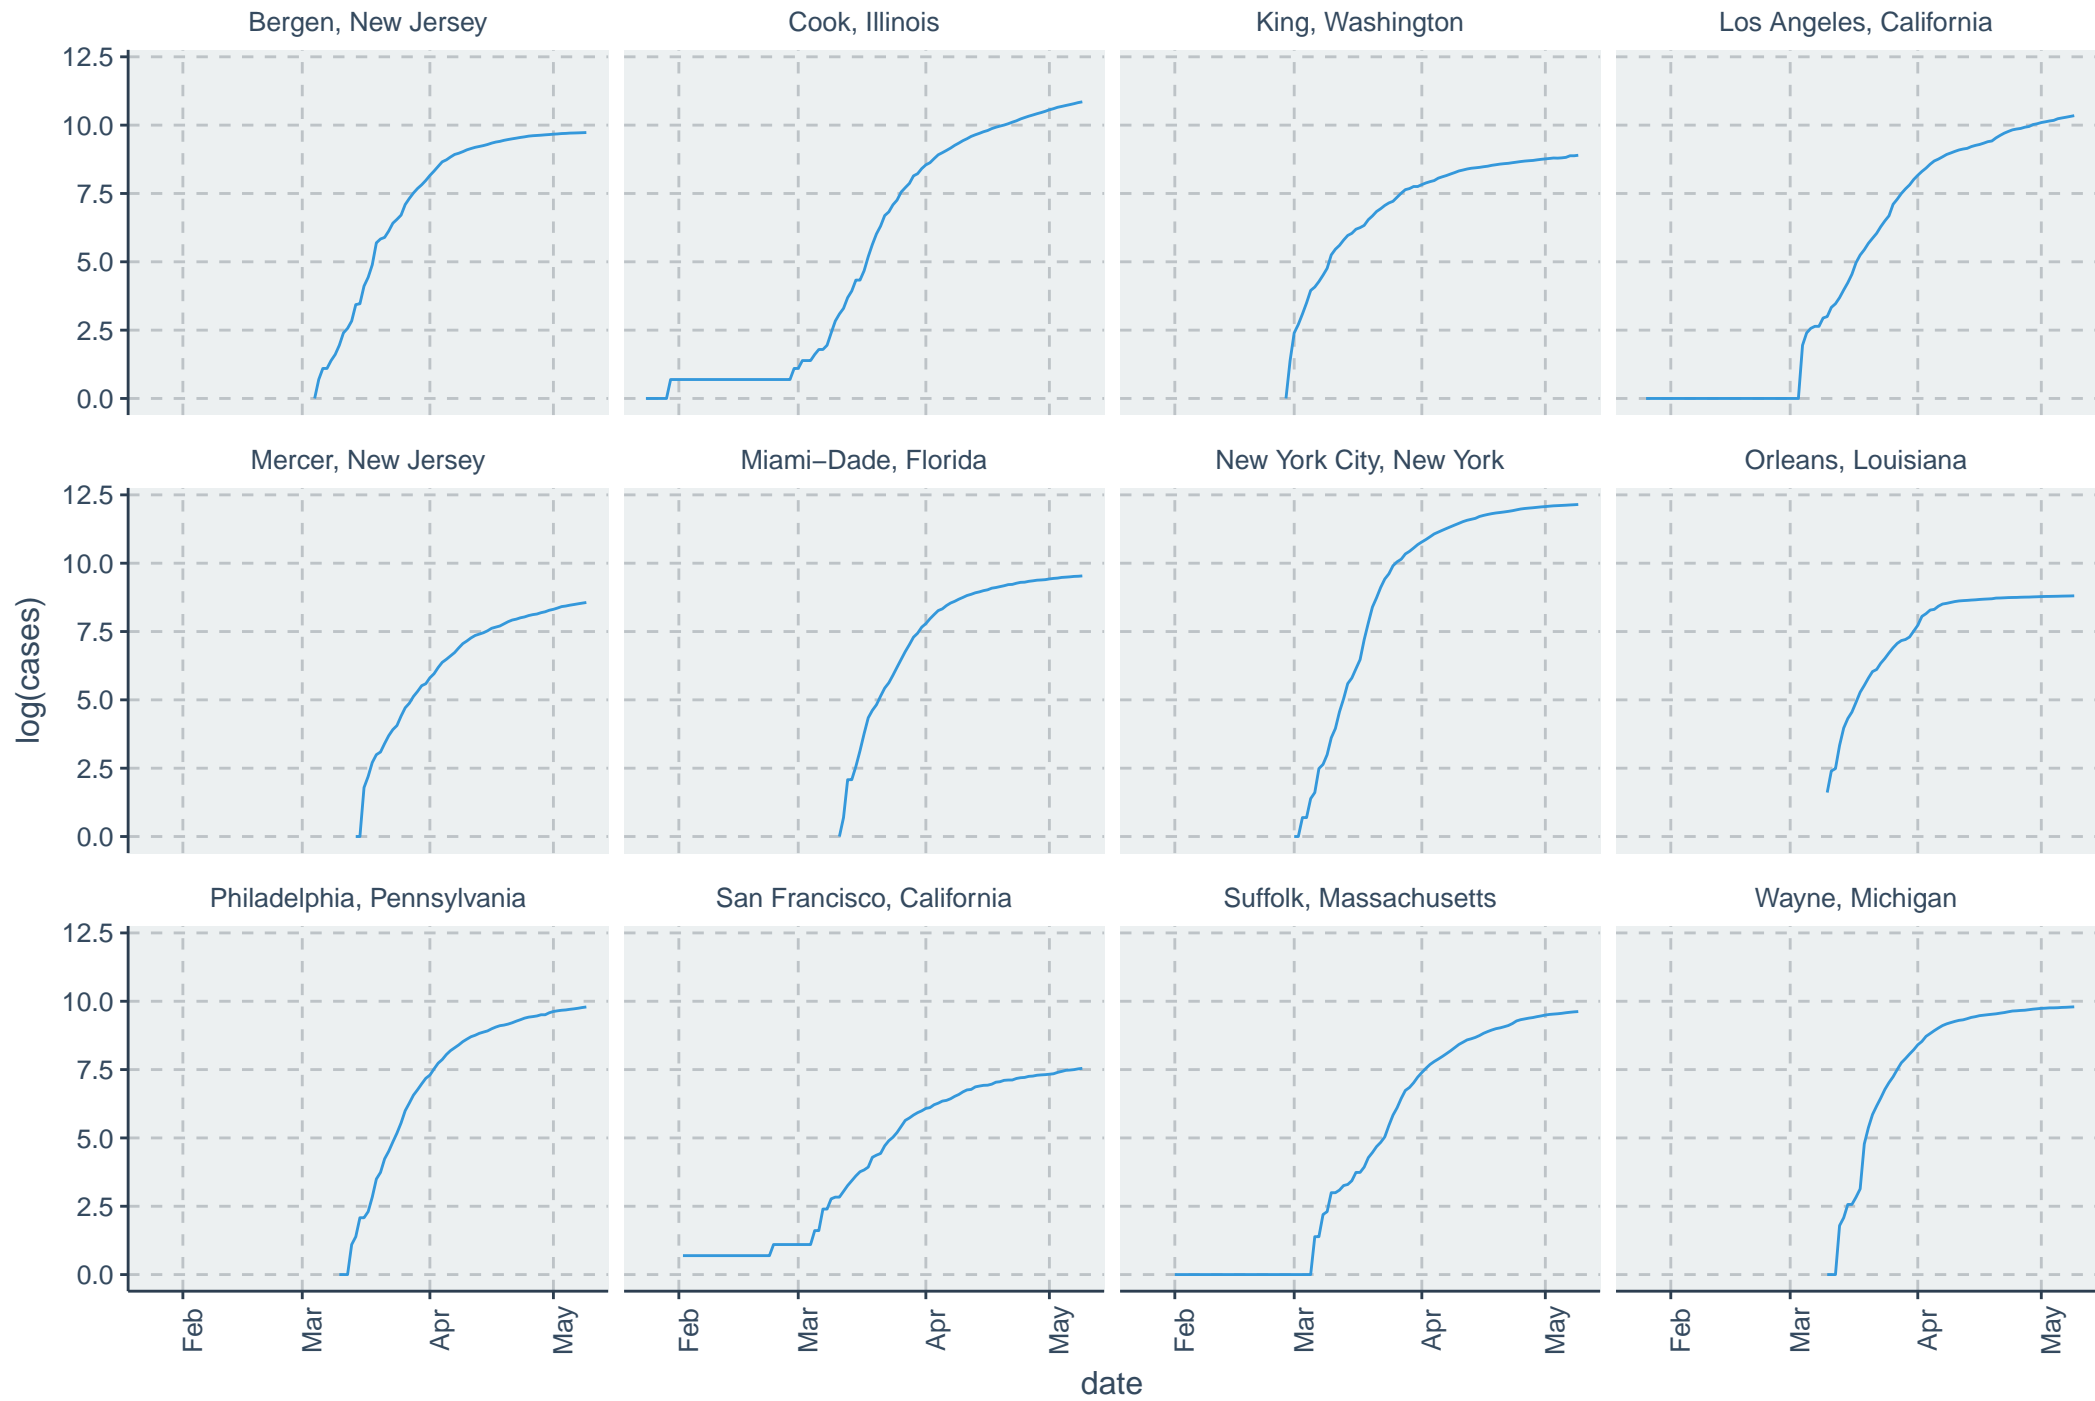 Bergen, New Jersey
Cook, Illinois
King, Washington
Los Angeles, California
12.5
10.0
7.5
5.0
2.5
0.0
Mercer, New Jersey
Miami−Dade, Florida
New York City, New York
Orleans, Louisiana
12.5
10.0
7.5
5.0
2.5
0.0
log(cases)
Philadelphia, Pennsylvania
San Francisco, California
Suffolk, Massachusetts
Wayne, Michigan
12.5
10.0
7.5
5.0
2.5
0.0
Feb
Mar
Apr
May
Feb
Mar
Apr
May
Feb
Mar
Apr
May
Feb
Mar
Apr
May
date